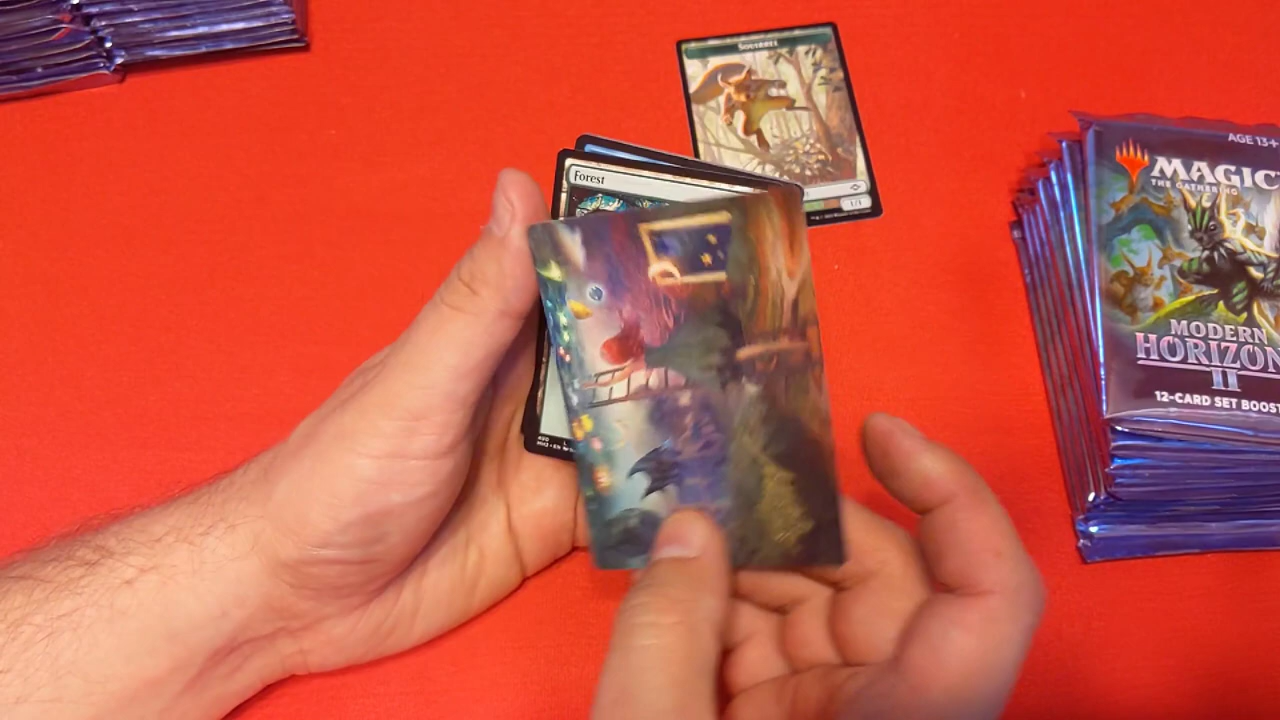 SQUIRREL
1/1
Forest
AGE 13+
MAGIC
THE GATHERING
MODERN
HORIZON
II
12-CARD SET BOOST